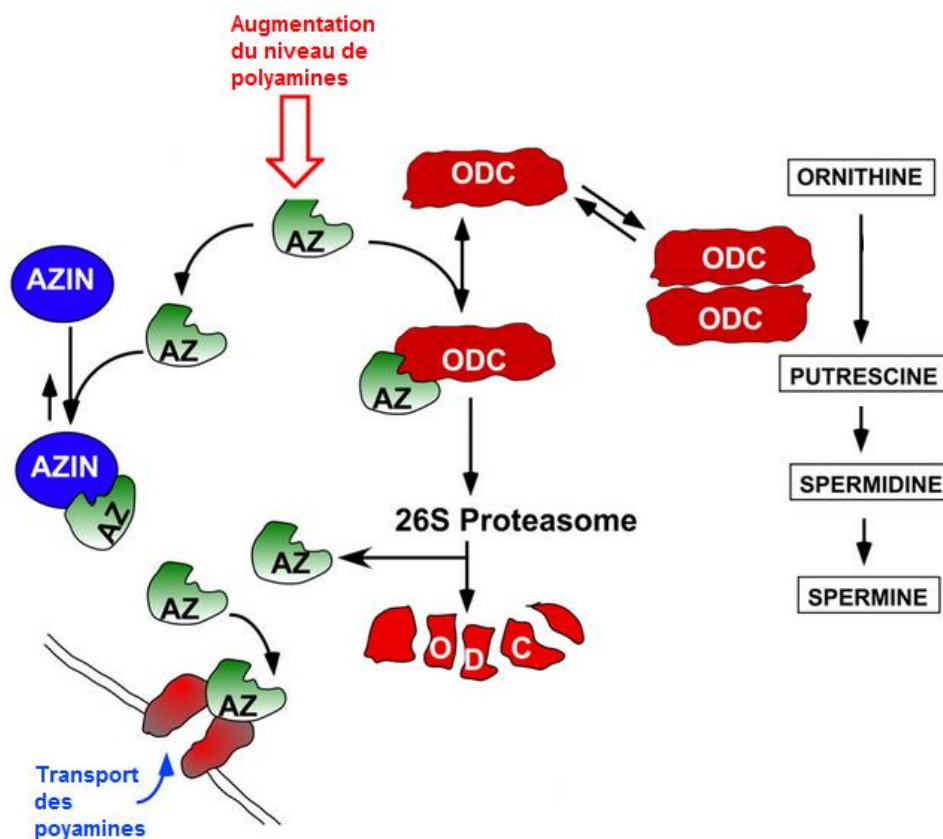 Augmentation
du niveau de
polyamines
ODC
ORNITHINE
AZ
ODC
AZIN
ODC
AZ
ODC
AZ
PUTRESCINE
AZIN
SPERMIDINE
AZ
26S Proteasome
AZ
AZ
SPERMINE
O D C
AZ
Transport
des
poyamines